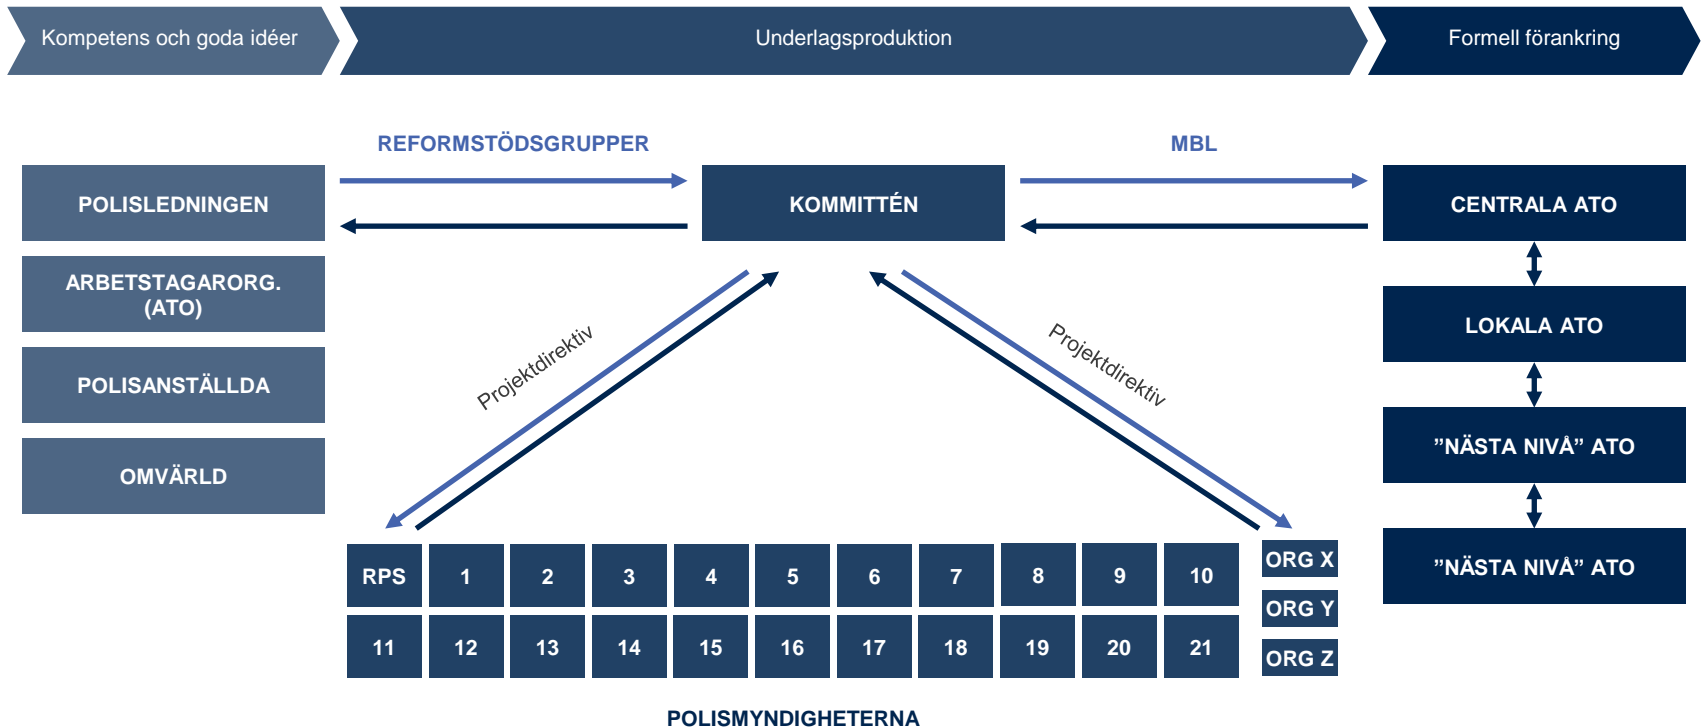 Kompetens och goda idéer
Underlagsproduktion
Formell förankring
REFORMSTÖDSGRUPPER
MBL
POLISLEDNINGEN
KOMMITTÉN
CENTRALA ATO
ARBETSTAGARORG.
(ATO)
LOKALA ATO
Projektdirektiv
Projektdirektiv
POLISANSTÄLLDA
”NÄSTA NIVÅ” ATO
OMVÄRLD
”NÄSTA NIVÅ” ATO
RPS 1 2 3 4 5 6 7 8 9 10
11 12 13 14 15 16 17 18 19 20 21
ORG X
ORG Y
ORG Z
POLISMYNDIGHETERNA